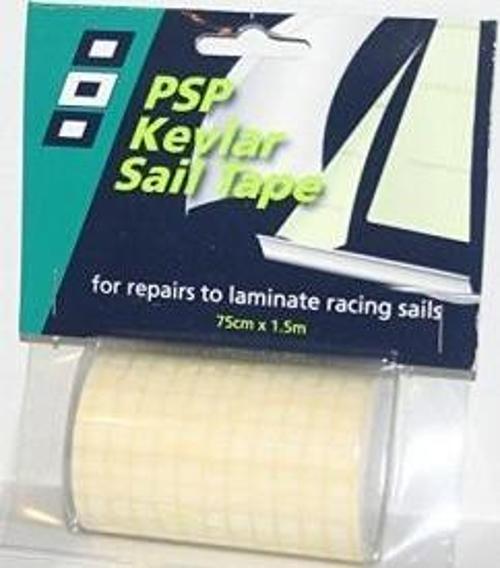 PSP
Kevlar
Sail Tape
for repairs to laminate racing sails
75cm x 1.5m